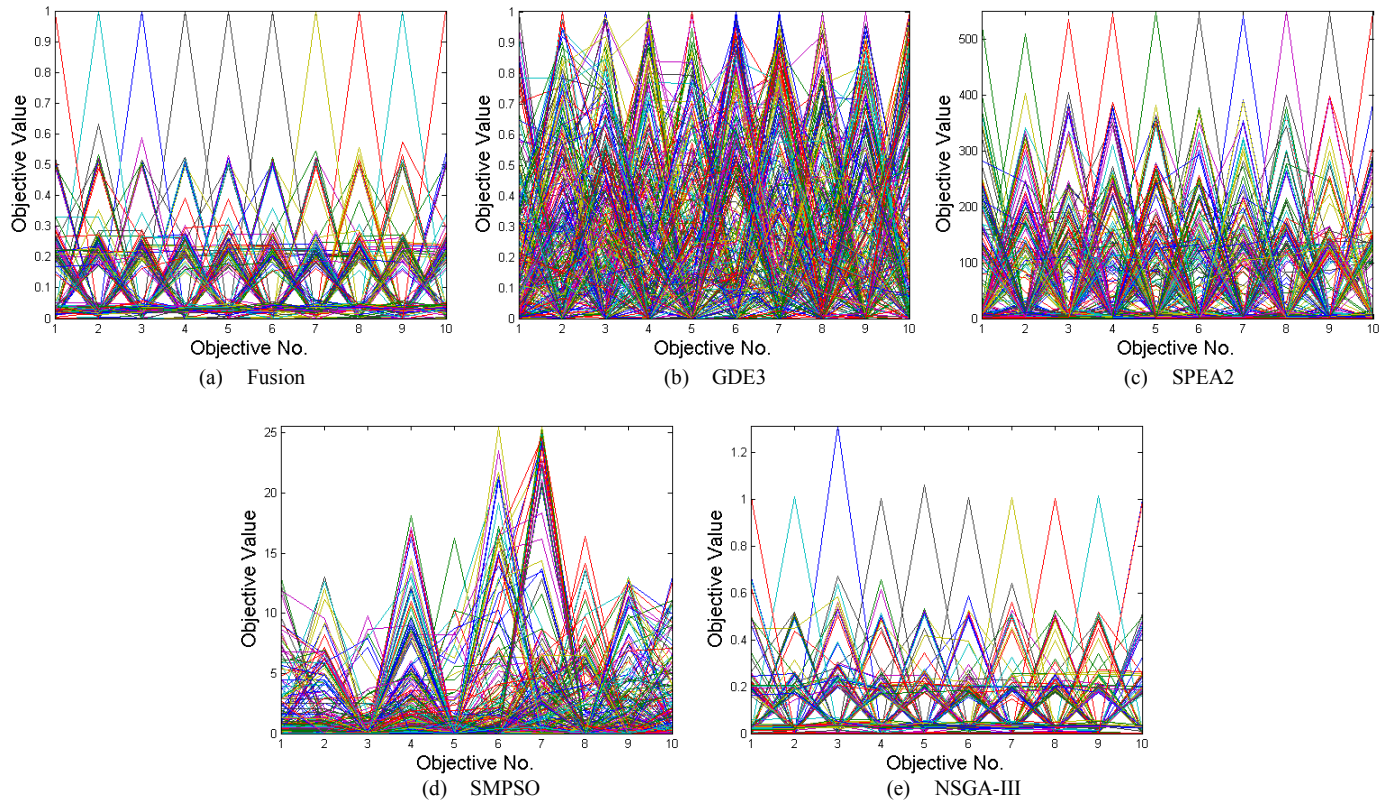 1
0.9
0.8
0.7
0.6
0.5
0.4
0.3
0.2
0.1
0
Objective Value
1 2 3 4 5 6 7 8 9 10
Objective No.
(a) Fusion
1
0.9
0.8
0.7
0.6
0.5
0.4
0.3
0.2
0.1
0
Objective Value
1 2 3 4 5 6 7 8 9 10
Objective No.
(b) GDE3
500
400
300
200
100
0
Objective Value
1 2 3 4 5 6 7 8 9 10
Objective No.
(c) SPEA2
25
20
15
10
5
0
Objective Value
1 2 3 4 5 6 7 8 9 10
Objective No.
(d) SMPSO
1.2
1
0.8
0.6
0.4
0.2
0
Objective Value
1 2 3 4 5 6 7 8 9 10
Objective No.
(e) NSGA-III